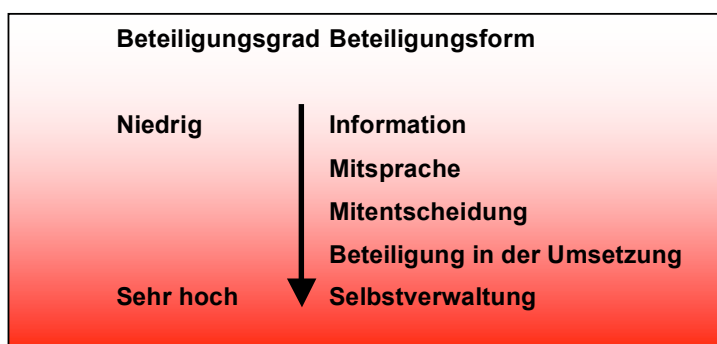 Beteiligungsgrad Beteiligungsform
Niedrig Information
Mitsprache
Mitentscheidung
Beteiligung in der Umsetzung
Sehr hoch Selbstverwaltung